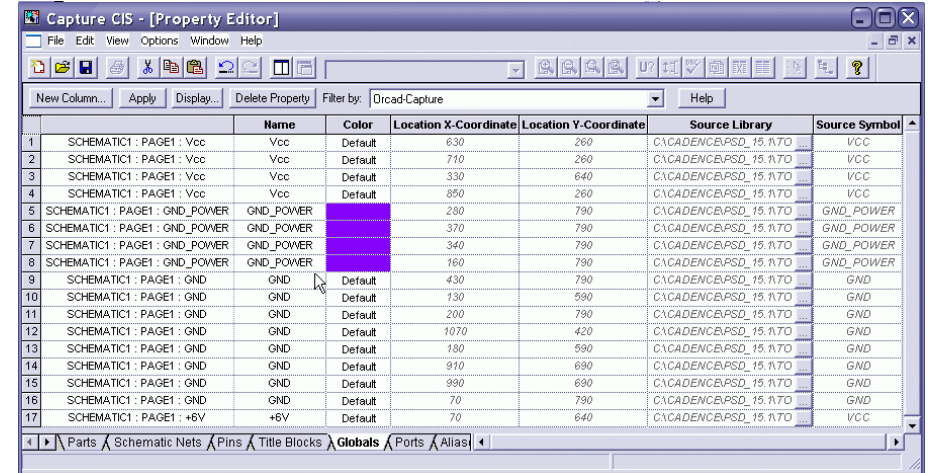 Capture CIS - [Property Editor]
File Edit View Options Window Help
U?
New Column... Apply Display... Delete Property Filter by: Orcad-Capture Help
Name Color Location X-Coordinate Location Y-Coordinate Source Library Source Symbol
1 SCHEMATIC1 : PAGE1 : Vcc Vcc Default 630 260 C:\CADENCE\PSD_15.1\TO ... VCC
2 SCHEMATIC1 : PAGE1 : Vcc Vcc Default 710 260 C:\CADENCE\PSD_15.1\TO ... VCC
3 SCHEMATIC1 : PAGE1 : Vcc Vcc Default 330 640 C:\CADENCE\PSD_15.1\TO ... VCC
4 SCHEMATIC1 : PAGE1 : Vcc Vcc Default 850 260 C:\CADENCE\PSD_15.1\TO ... VCC
5 SCHEMATIC1 : PAGE1 : GND_POWER GND_POWER 280 790 C:\CADENCE\PSD_15.1\TO ... GND_POWER
6 SCHEMATIC1 : PAGE1 : GND_POWER GND_POWER 370 790 C:\CADENCE\PSD_15.1\TO ... GND_POWER
7 SCHEMATIC1 : PAGE1 : GND_POWER GND_POWER 340 790 C:\CADENCE\PSD_15.1\TO ... GND_POWER
8 SCHEMATIC1 : PAGE1 : GND_POWER GND_POWER 160 790 C:\CADENCE\PSD_15.1\TO ... GND_POWER
9 SCHEMATIC1 : PAGE1 : GND GND Default 430 790 C:\CADENCE\PSD_15.1\TO ... GND
10 SCHEMATIC1 : PAGE1 : GND GND Default 130 590 C:\CADENCE\PSD_15.1\TO ... GND
11 SCHEMATIC1 : PAGE1 : GND GND Default 200 790 C:\CADENCE\PSD_15.1\TO ... GND
12 SCHEMATIC1 : PAGE1 : GND GND Default 1070 420 C:\CADENCE\PSD_15.1\TO ... GND
13 SCHEMATIC1 : PAGE1 : GND GND Default 180 590 C:\CADENCE\PSD_15.1\TO ... GND
14 SCHEMATIC1 : PAGE1 : GND GND Default 910 690 C:\CADENCE\PSD_15.1\TO ... GND
15 SCHEMATIC1 : PAGE1 : GND GND Default 990 690 C:\CADENCE\PSD_15.1\TO ... GND
16 SCHEMATIC1 : PAGE1 : GND GND Default 70 790 C:\CADENCE\PSD_15.1\TO ... GND
17 SCHEMATIC1 : PAGE1 : +6V +6V Default 70 640 C:\CADENCE\PSD_15.1\TO ... VCC
Parts Schematic Nets Pins Title Blocks Globals Ports Alias